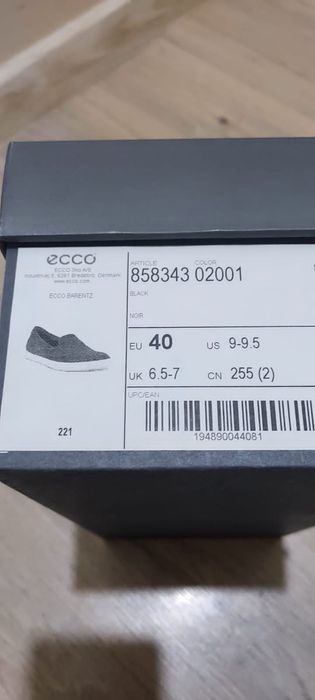 ecco
ECCO Sko A/S
Industrivej 5, 6261 Bredebro, Denmark
www.ecco.com
ECCO BARENTZ
221
ARTICLE COLOR
858343 02001
BLACK
NOIR
EU 40 US 9-9.5
UK 6.5-7 CN 255 (2)
UPC/EAN
194890044081